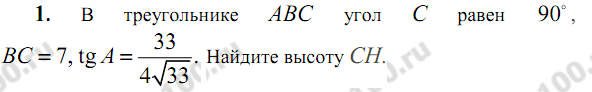 1. В треугольнике ABC угол C равен 90°,
BC = 7, tg A = 33/(4√33). Найдите высоту CH.